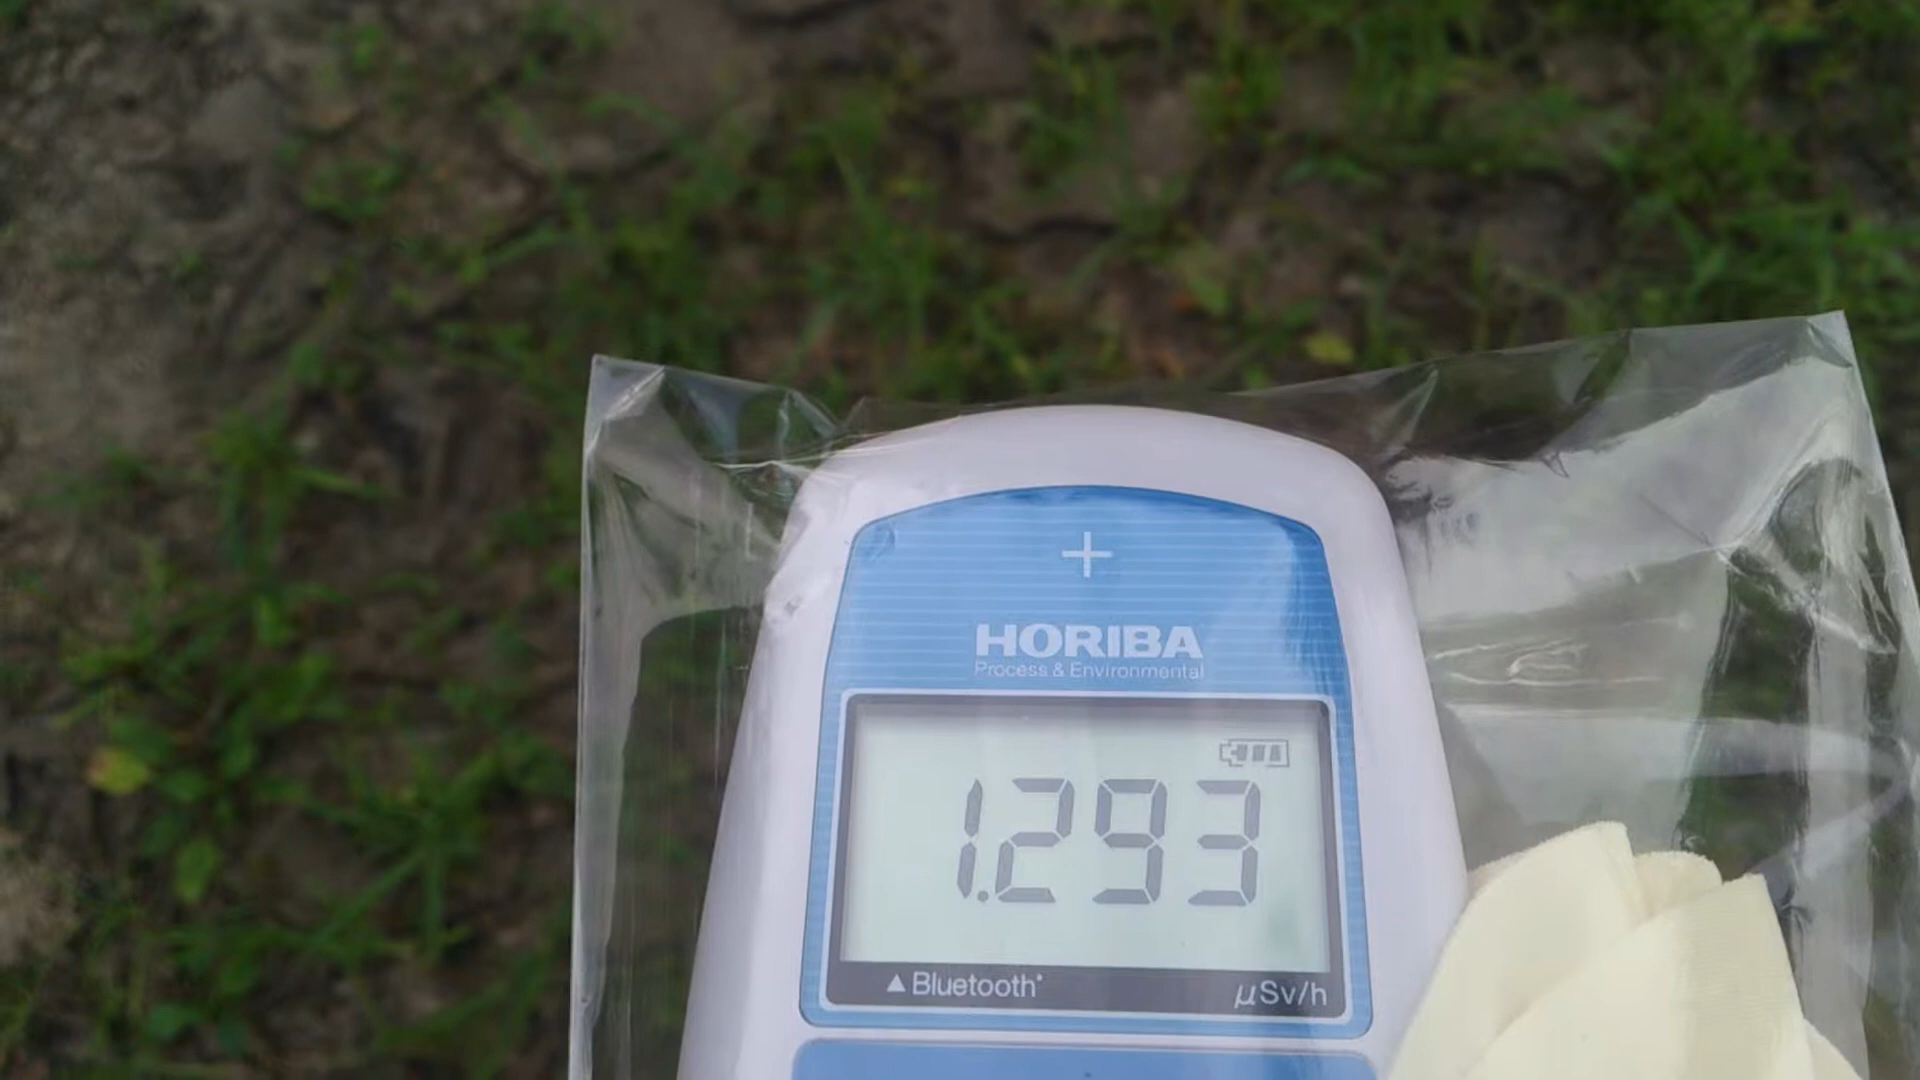 +
HORIBA
Process & Environmental
1.293
▲Bluetooth®
µSv/h